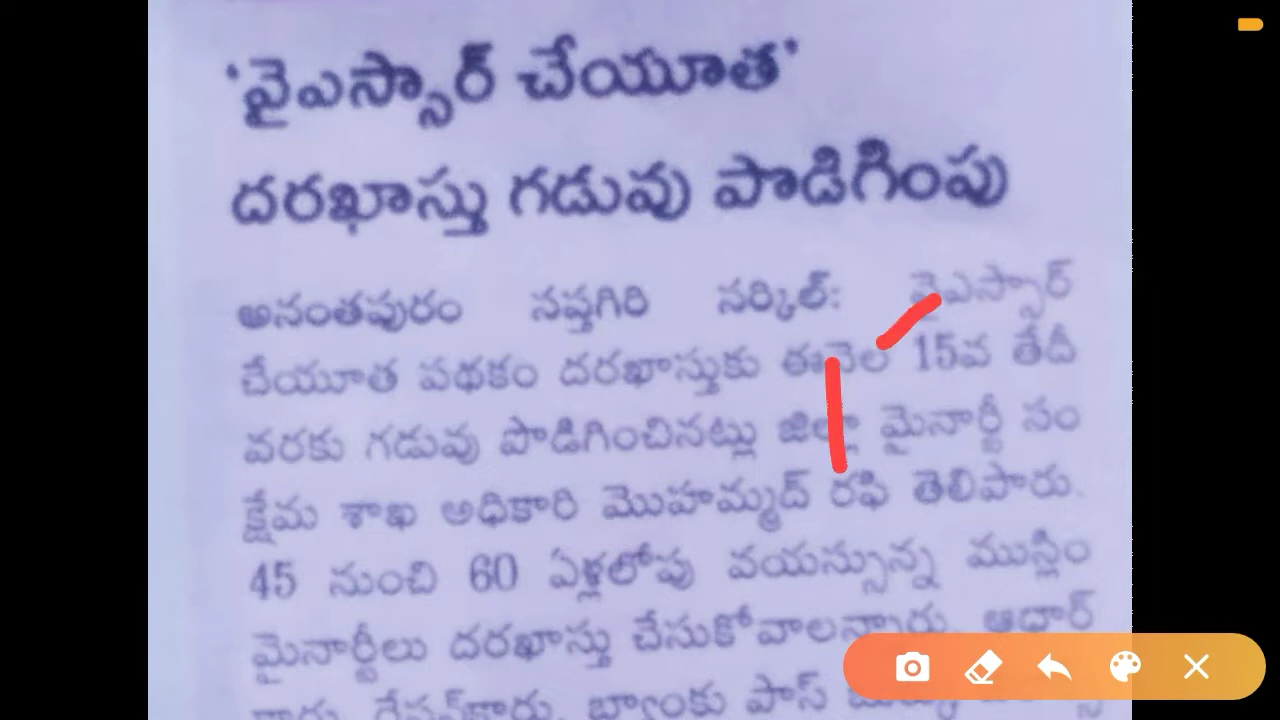 'వైఎస్సార్ చేయూత'
దరఖాస్తు గడువు పొడిగింపు
అనంతపురం సప్తగిరి సర్కిల్: వైఎస్సార్
చేయూత పథకం దరఖాస్తుకు ఈనెల 15వ తేదీ
వరకు గడువు పొడిగించినట్లు జిల్లా మైనార్టీ సం
క్షేమ శాఖ అధికారి మొహమ్మద్ రఫి తెలిపారు.
45 నుంచి 60 ఏళ్లలోపు వయస్సున్న ముస్లిం
మైనార్టీలు దరఖాస్తు చేసుకోవాలన్నారు. ఆధార్
కార్డు, రేషన్‌కార్డు, బ్యాంకు పాస్